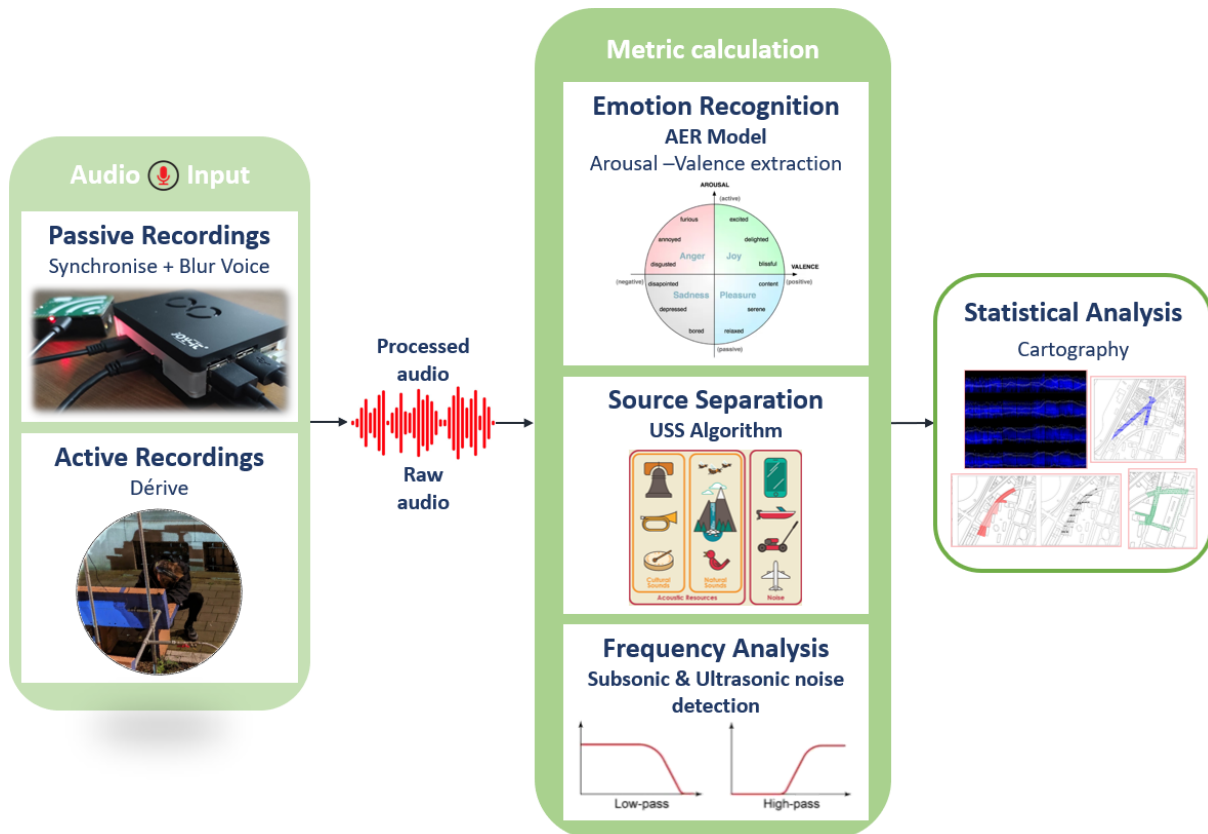 Audio Input
Passive Recordings
Synchronise + Blur Voice
Active Recordings
Dérive
Processed
audio
Raw
audio
Metric calculation
Emotion Recognition
AER Model
Arousal –Valence extraction
AROUSAL
(active)
furious
excited
annoyed
delighted
Anger
Joy
disgusted
blissful
VALENCE
(negative)
(positive)
disapointed
content
Sadness
Pleasure
depressed
serene
bored
relaxed
(passive)
Source Separation
USS Algorithm
Cultural
Sounds
Natural
Sounds
Acoustic Resources
Noise
Frequency Analysis
Subsonic & Ultrasonic noise
detection
Low-pass
High-pass
Statistical Analysis
Cartography